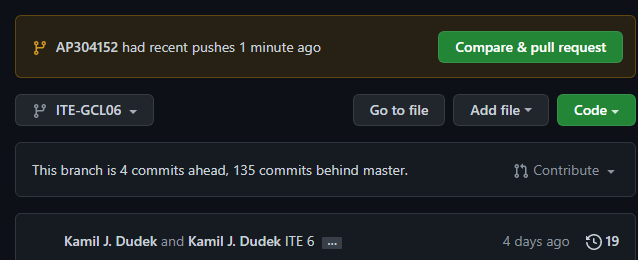 AP304152 had recent pushes 1 minute ago
Compare & pull request
ITE-GCL06
Go to file
Add file
Code
This branch is 4 commits ahead, 135 commits behind master.
Contribute
Kamil J. Dudek and Kamil J. Dudek ITE 6 ...
4 days ago
19